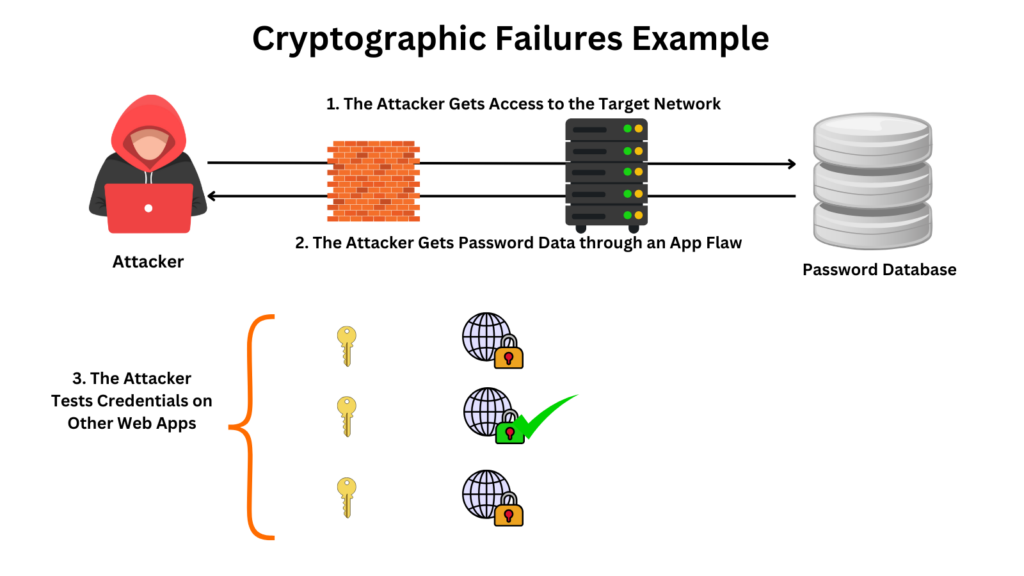 Cryptographic Failures Example
1. The Attacker Gets Access to the Target Network
2. The Attacker Gets Password Data through an App Flaw
Attacker
Password Database
3. The Attacker
Tests Credentials on
Other Web Apps